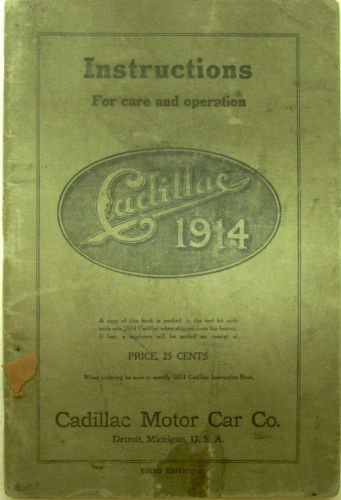 Instructions
For care and operation
Cadillac
1914
A copy of this book is packed in the tool kit with
each new 1914 Cadillac when shipped from the factory.
If lost, a duplicate will be mailed on receipt of
PRICE, 25 CENTS
When ordering be sure to specify 1914 Cadillac Instruction Book.
Cadillac Motor Car Co.
Detroit, Michigan, U. S. A.
THIRD EDITION